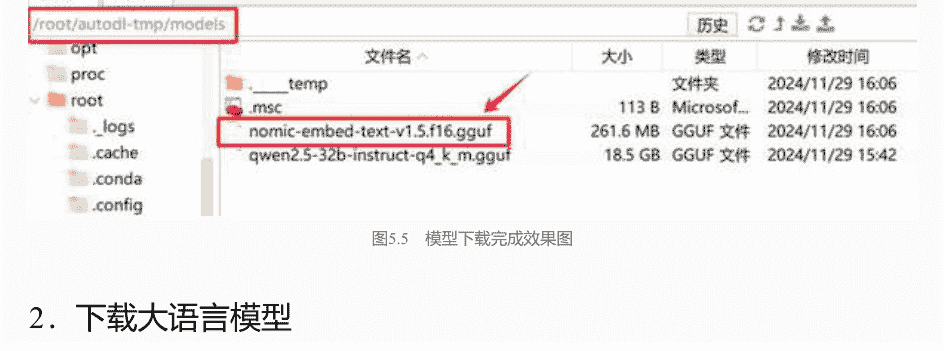 /root/autodl-tmp/models 历史
文件名 大小 类型 修改时间
opt
.____temp 文件夹 2024/11/29 16:06
proc
.msc 113 B Microsof... 2024/11/29 16:06
root
nomic-embed-text-v1.5.f16.gguf 261.6 MB GGUF 文件 2024/11/29 16:06
._logs
qwen2.5-32b-instruct-q4_k_m.gguf 18.5 GB GGUF 文件 2024/11/29 15:42
.cache
.conda
.config
图5.5 模型下载完成效果图
2．下载大语言模型